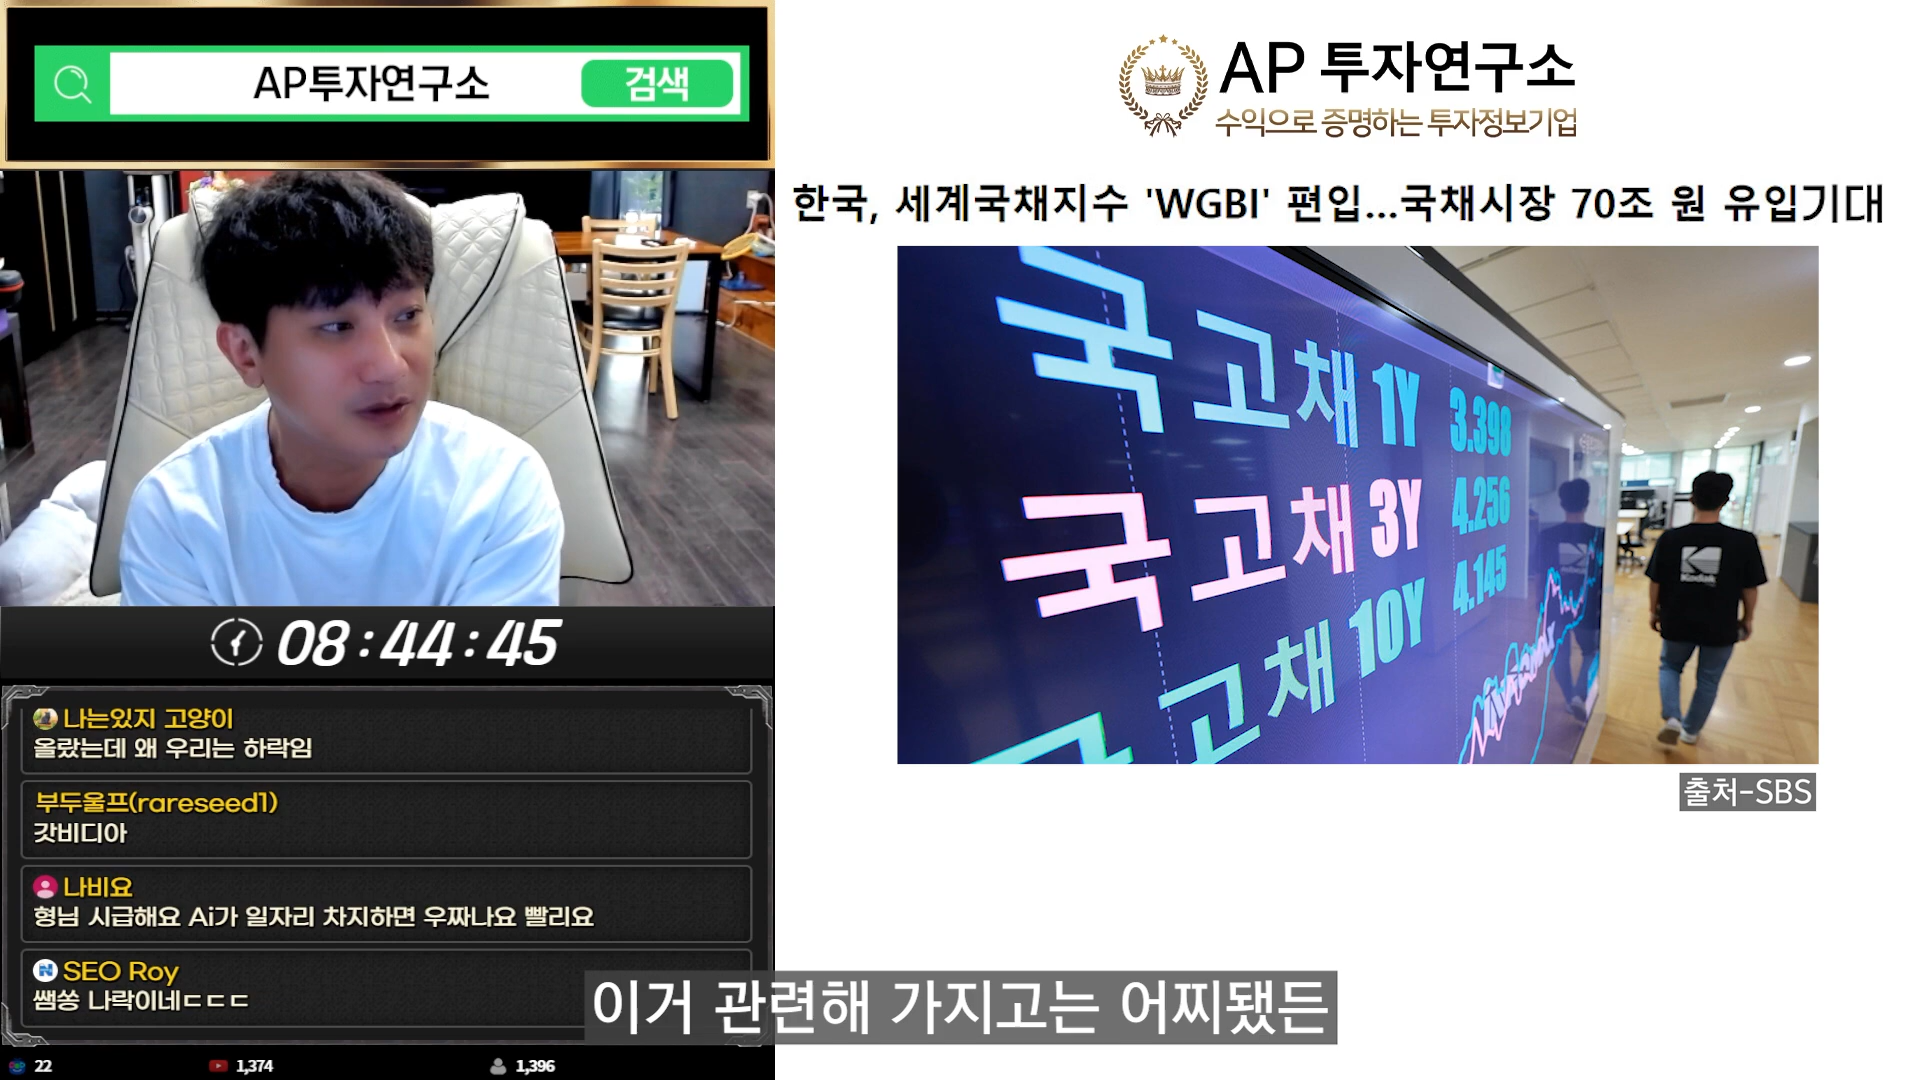 AP투자연구소 검색
AP 투자연구소
수익으로 증명하는 투자정보기업
한국, 세계국채지수 'WGBI' 편입...국채시장 70조 원 유입기대
국고채 1Y 3.398
국고채 3Y 4.256
국고채 10Y 4.145
Kodak
출처-SBS
08:44:45
나는있지 고양이
올랐는데 왜 우리는 하락임
부두울프(rareseed1)
갓비디아
나비요
형님 시급해요 Ai가 일자리 차지하면 우짜나요 빨리요
SEO Roy
쌤쏭 나락이네ㄷㄷㄷ
이거 관련해 가지고는 어찌됐든
22 1,374 1,396